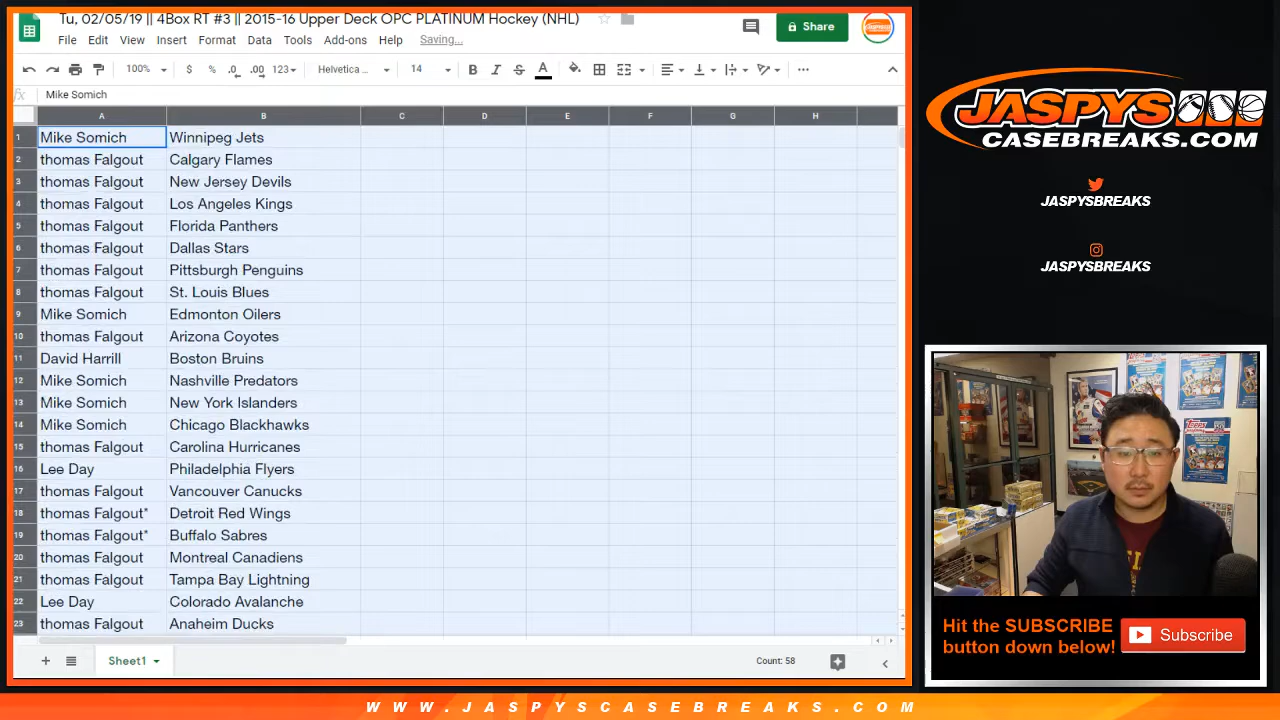 Tu, 02/05/19 || 4Box RT #3 || 2015-16 Upper Deck OPC PLATINUM Hockey (NHL)
File Edit View Insert Format Data Tools Add-ons Help Saving...
Share
100% $ % .0 .00 123 Helvetica ... 14 B I S A
fx Mike Somich
A B C D E F G H
1 Mike Somich Winnipeg Jets
2 thomas Falgout Calgary Flames
3 thomas Falgout New Jersey Devils
4 thomas Falgout Los Angeles Kings
5 thomas Falgout Florida Panthers
6 thomas Falgout Dallas Stars
7 thomas Falgout Pittsburgh Penguins
8 thomas Falgout St. Louis Blues
9 Mike Somich Edmonton Oilers
10 thomas Falgout Arizona Coyotes
11 David Harrill Boston Bruins
12 Mike Somich Nashville Predators
13 Mike Somich New York Islanders
14 Mike Somich Chicago Blackhawks
15 thomas Falgout Carolina Hurricanes
16 Lee Day Philadelphia Flyers
17 thomas Falgout Vancouver Canucks
18 thomas Falgout* Detroit Red Wings
19 thomas Falgout* Buffalo Sabres
20 thomas Falgout Montreal Canadiens
21 thomas Falgout Tampa Bay Lightning
22 Lee Day Colorado Avalanche
23 thomas Falgout Anaheim Ducks
Sheet1
Count: 58
JASPYS
CASEBREAKS.COM
JASPYSBREAKS
JASPYSBREAKS
topps
Hit the SUBSCRIBE
button down below!
Subscribe
WWW.JASPYSCASEBREAKS.COM